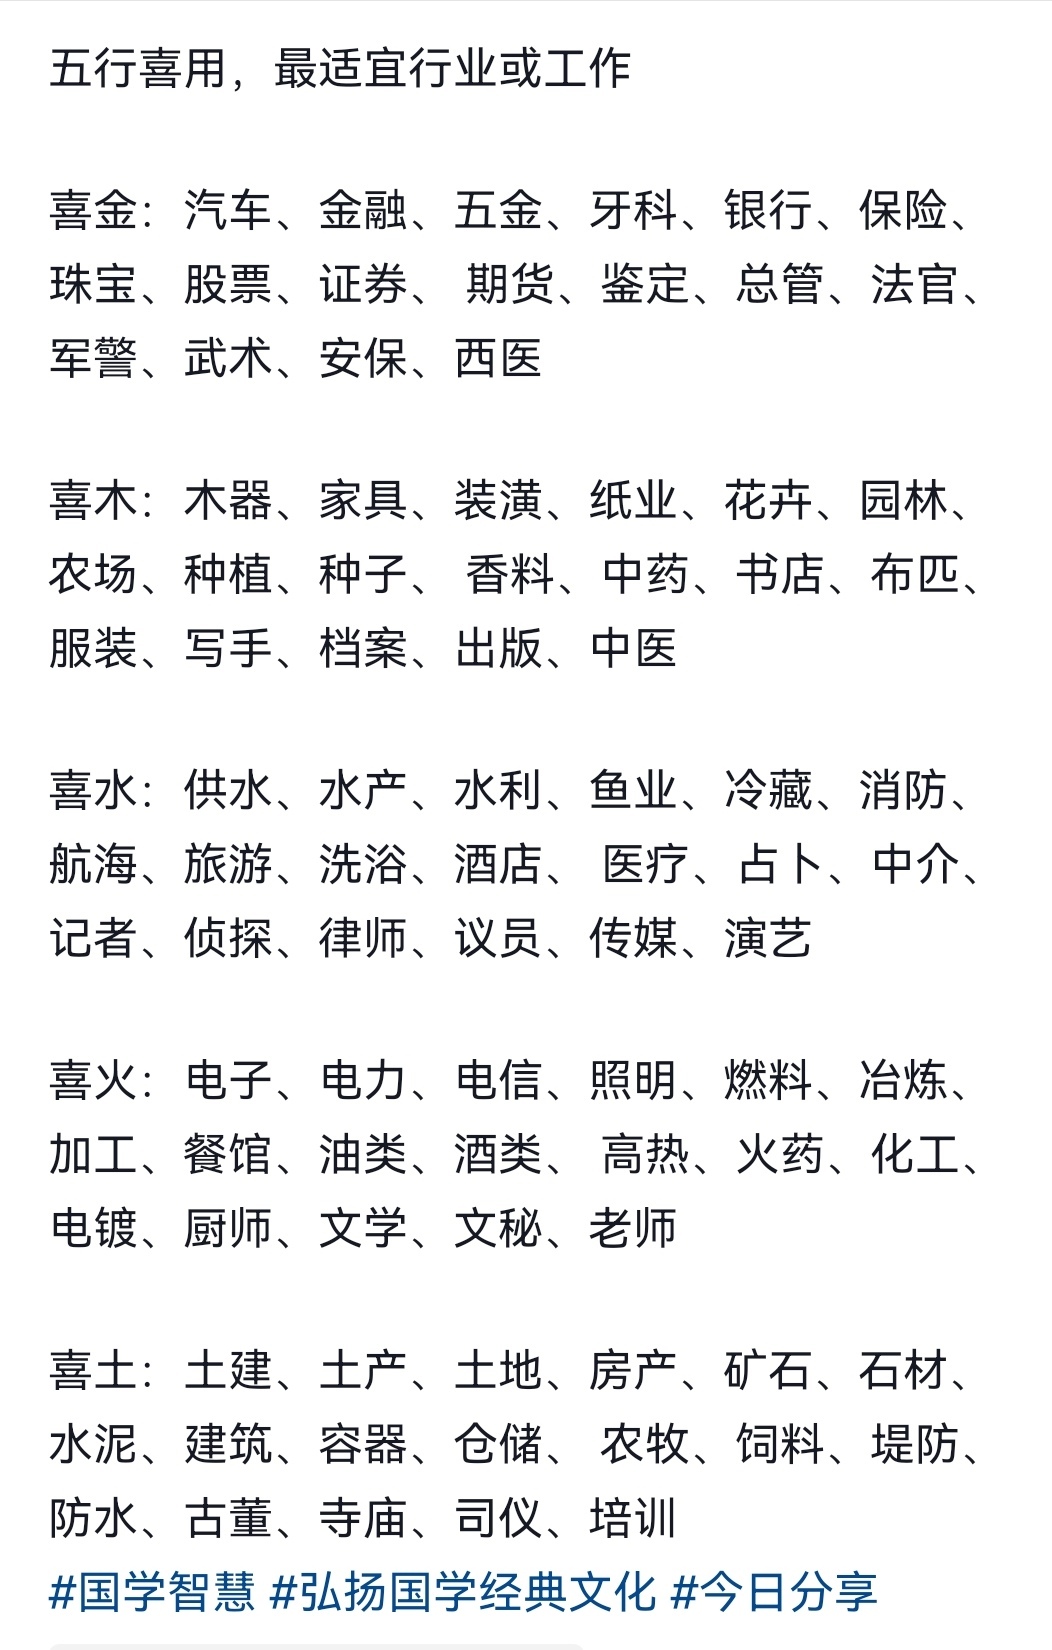 五行喜用，最适宜行业或工作
喜金：汽车、金融、五金、牙科、银行、保险、
珠宝、股票、证券、 期货、鉴定、总管、法官、
军警、武术、安保、西医
喜木：木器、家具、装潢、纸业、花卉、园林、
农场、种植、种子、 香料、中药、书店、布匹、
服装、写手、档案、出版、中医
喜水：供水、水产、水利、鱼业、冷藏、消防、
航海、旅游、洗浴、酒店、 医疗、占卜、中介、
记者、侦探、律师、议员、传媒、演艺
喜火：电子、电力、电信、照明、燃料、冶炼、
加工、餐馆、油类、酒类、 高热、火药、化工、
电镀、厨师、文学、文秘、老师
喜土：土建、土产、土地、房产、矿石、石材、
水泥、建筑、容器、仓储、 农牧、饲料、堤防、
防水、古董、寺庙、司仪、培训
#国学智慧 #弘扬国学经典文化 #今日分享